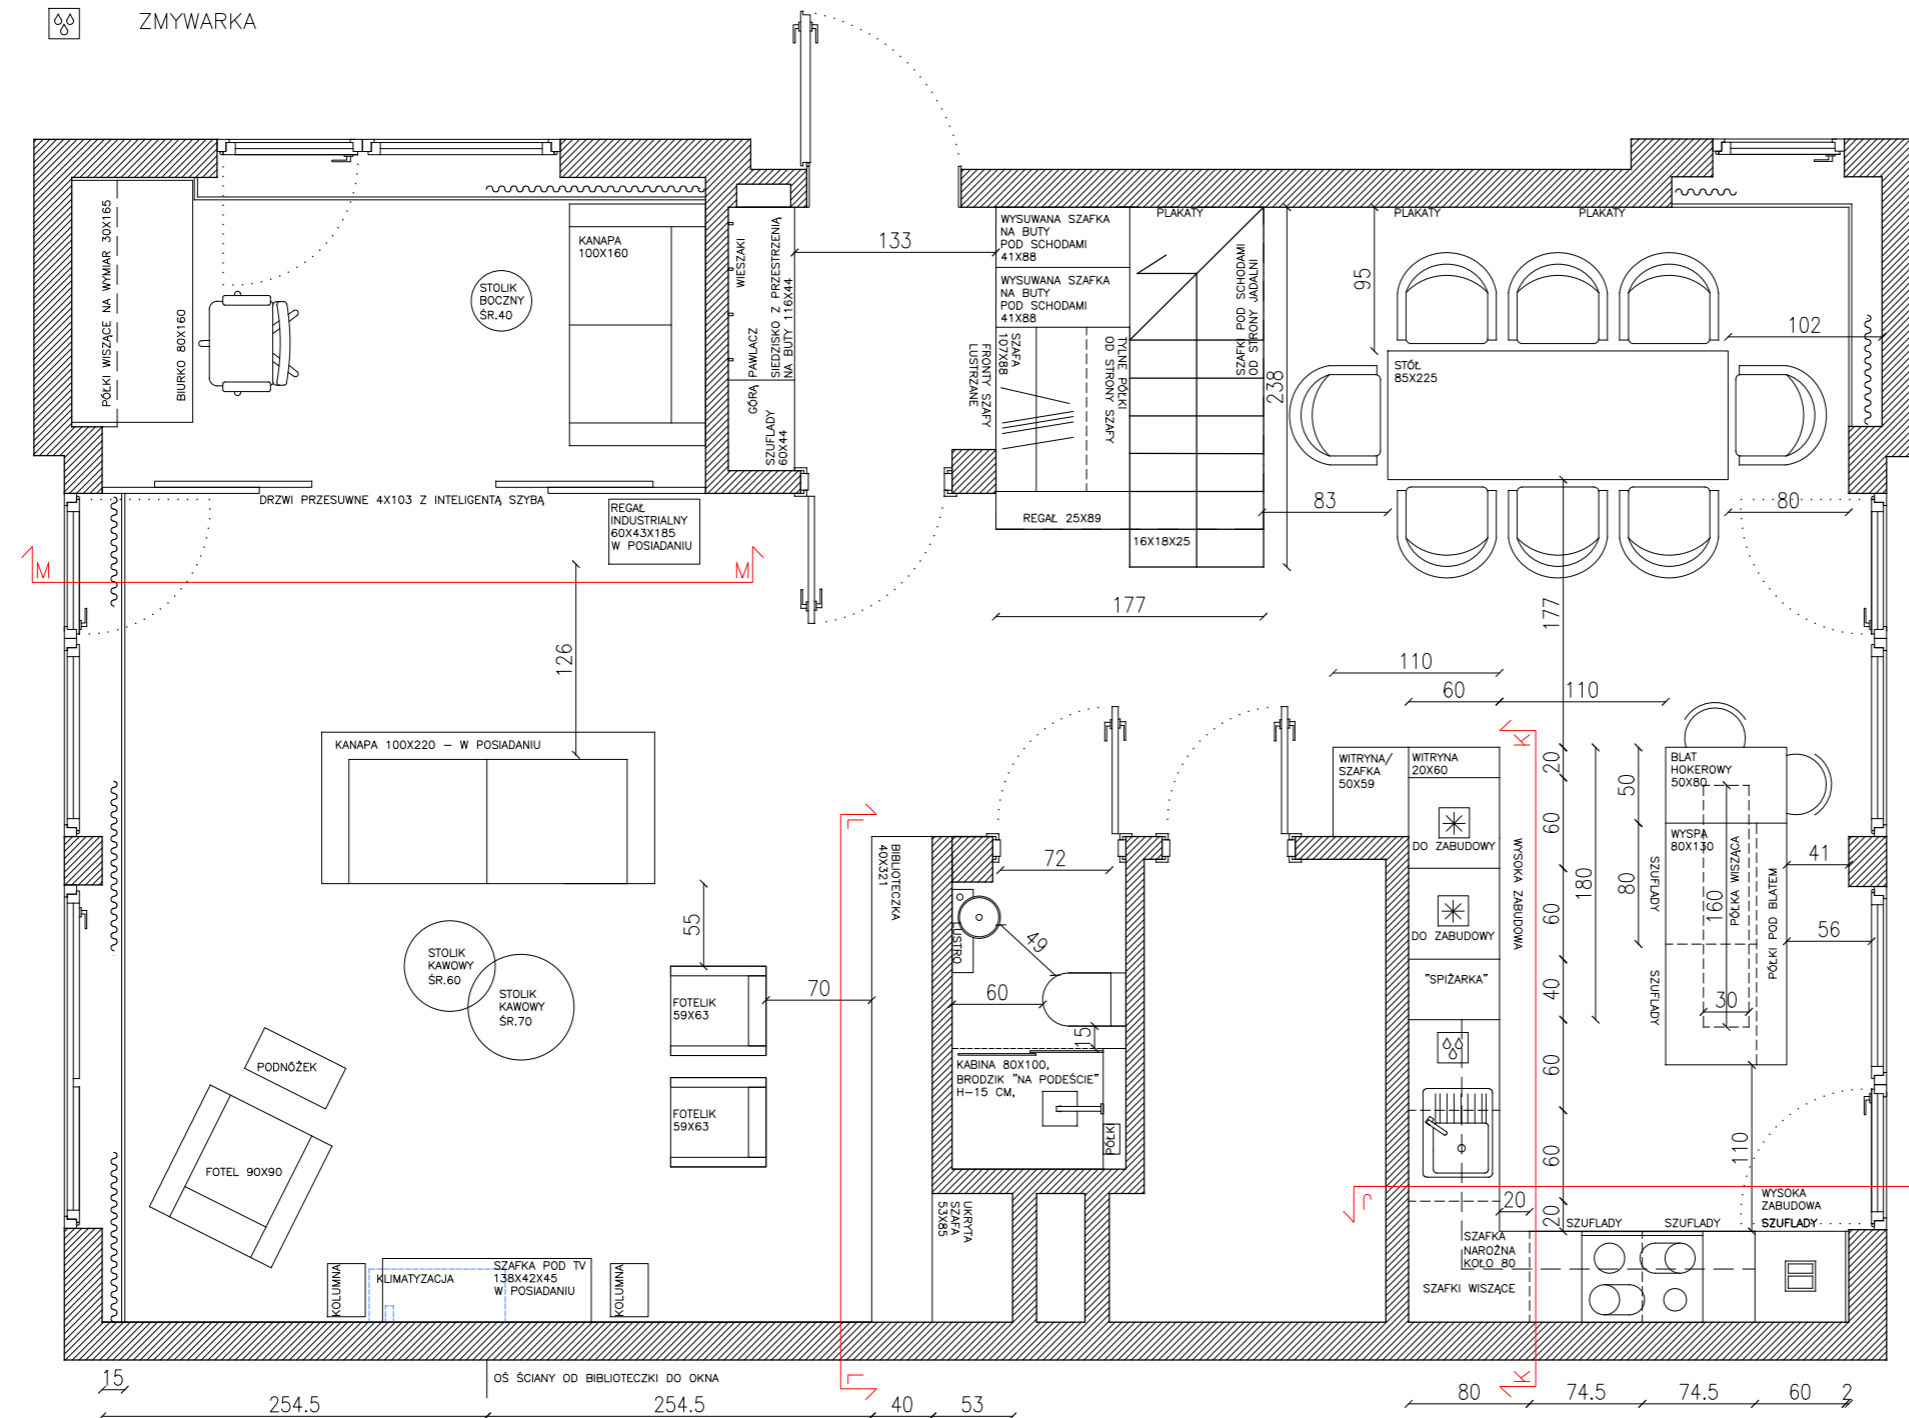 ZMYWARKA
PÓŁKI WISZĄCE NA WYMIAR 30X165
BIURKO 80X160
KANAPA
100X160
STOLIK
BOCZNY
ŚR.40
WIESZAKI
SIEDZISKO Z PRZESTRZENIĄ
NA BUTY 116X44
GÓRĄ PAWLACZ
SZUFLADY
60X44
133
WYSUWANA SZAFKA
NA BUTY
POD SCHODAMI
41X88
WYSUWANA SZAFKA
NA BUTY
POD SCHODAMI
41X88
SZAFA
107X88
FRONTY SZAFY
LUSTRZANE
TYLNE PÓŁKI
OD STRONY SZAFY
PLAKATY
SZAFKI POD SCHODAMI
OD STRONY JADALNI
238
REGAŁ 25X89
16X18X25
177
PLAKATY
PLAKATY
95
102
STÓŁ
85X225
83
80
177
DRZWI PRZESUWNE 4X103 Z INTELIGENTĄ SZYBĄ
REGAŁ
INDUSTRIALNY
60X43X185
W POSIADANIU
M
M
126
KANAPA 100X220 – W POSIADANIU
55
STOLIK
KAWOWY
ŚR.60
STOLIK
KAWOWY
ŚR.70
FOTELIK
59X63
70
FOTELIK
59X63
PODNÓŻEK
FOTEL 90X90
KOLUMNA
KLIMATYZACJA
SZAFKA POD TV
138X42X45
W POSIADANIU
KOLUMNA
BIBLIOTECZKA
40X321
L
L
72
LUSTRO
49
60
15
KABINA 80X100,
BRODZIK "NA PODEŚCIE"
H–15 CM,
PÓŁKI
UKRYTA
SZAFA
53X85
110
60
110
WITRYNA/
SZAFKA
50X59
WITRYNA
20X60
DO ZABUDOWY
DO ZABUDOWY
"SPIŻARKA"
WYSOKA ZABUDOWA
K
20
60
60
40
60
60
20
180
50
80
BLAT
HOKEROWY
50X80
WYSPA
80X130
SZUFLADY
SZUFLADY
160
PÓŁKA WISZĄCA
30
PÓŁKI POD BLATEM
41
56
110
J
20
SZAFKA
NAROŻNA
KOŁO 80
SZAFKI WISZĄCE
SZUFLADY
SZUFLADY
WYSOKA
ZABUDOWA
SZUFLADY
K
15
OŚ ŚCIANY OD BIBLIOTECZKI DO OKNA
254.5
254.5
40
53
80
74.5
74.5
60
2